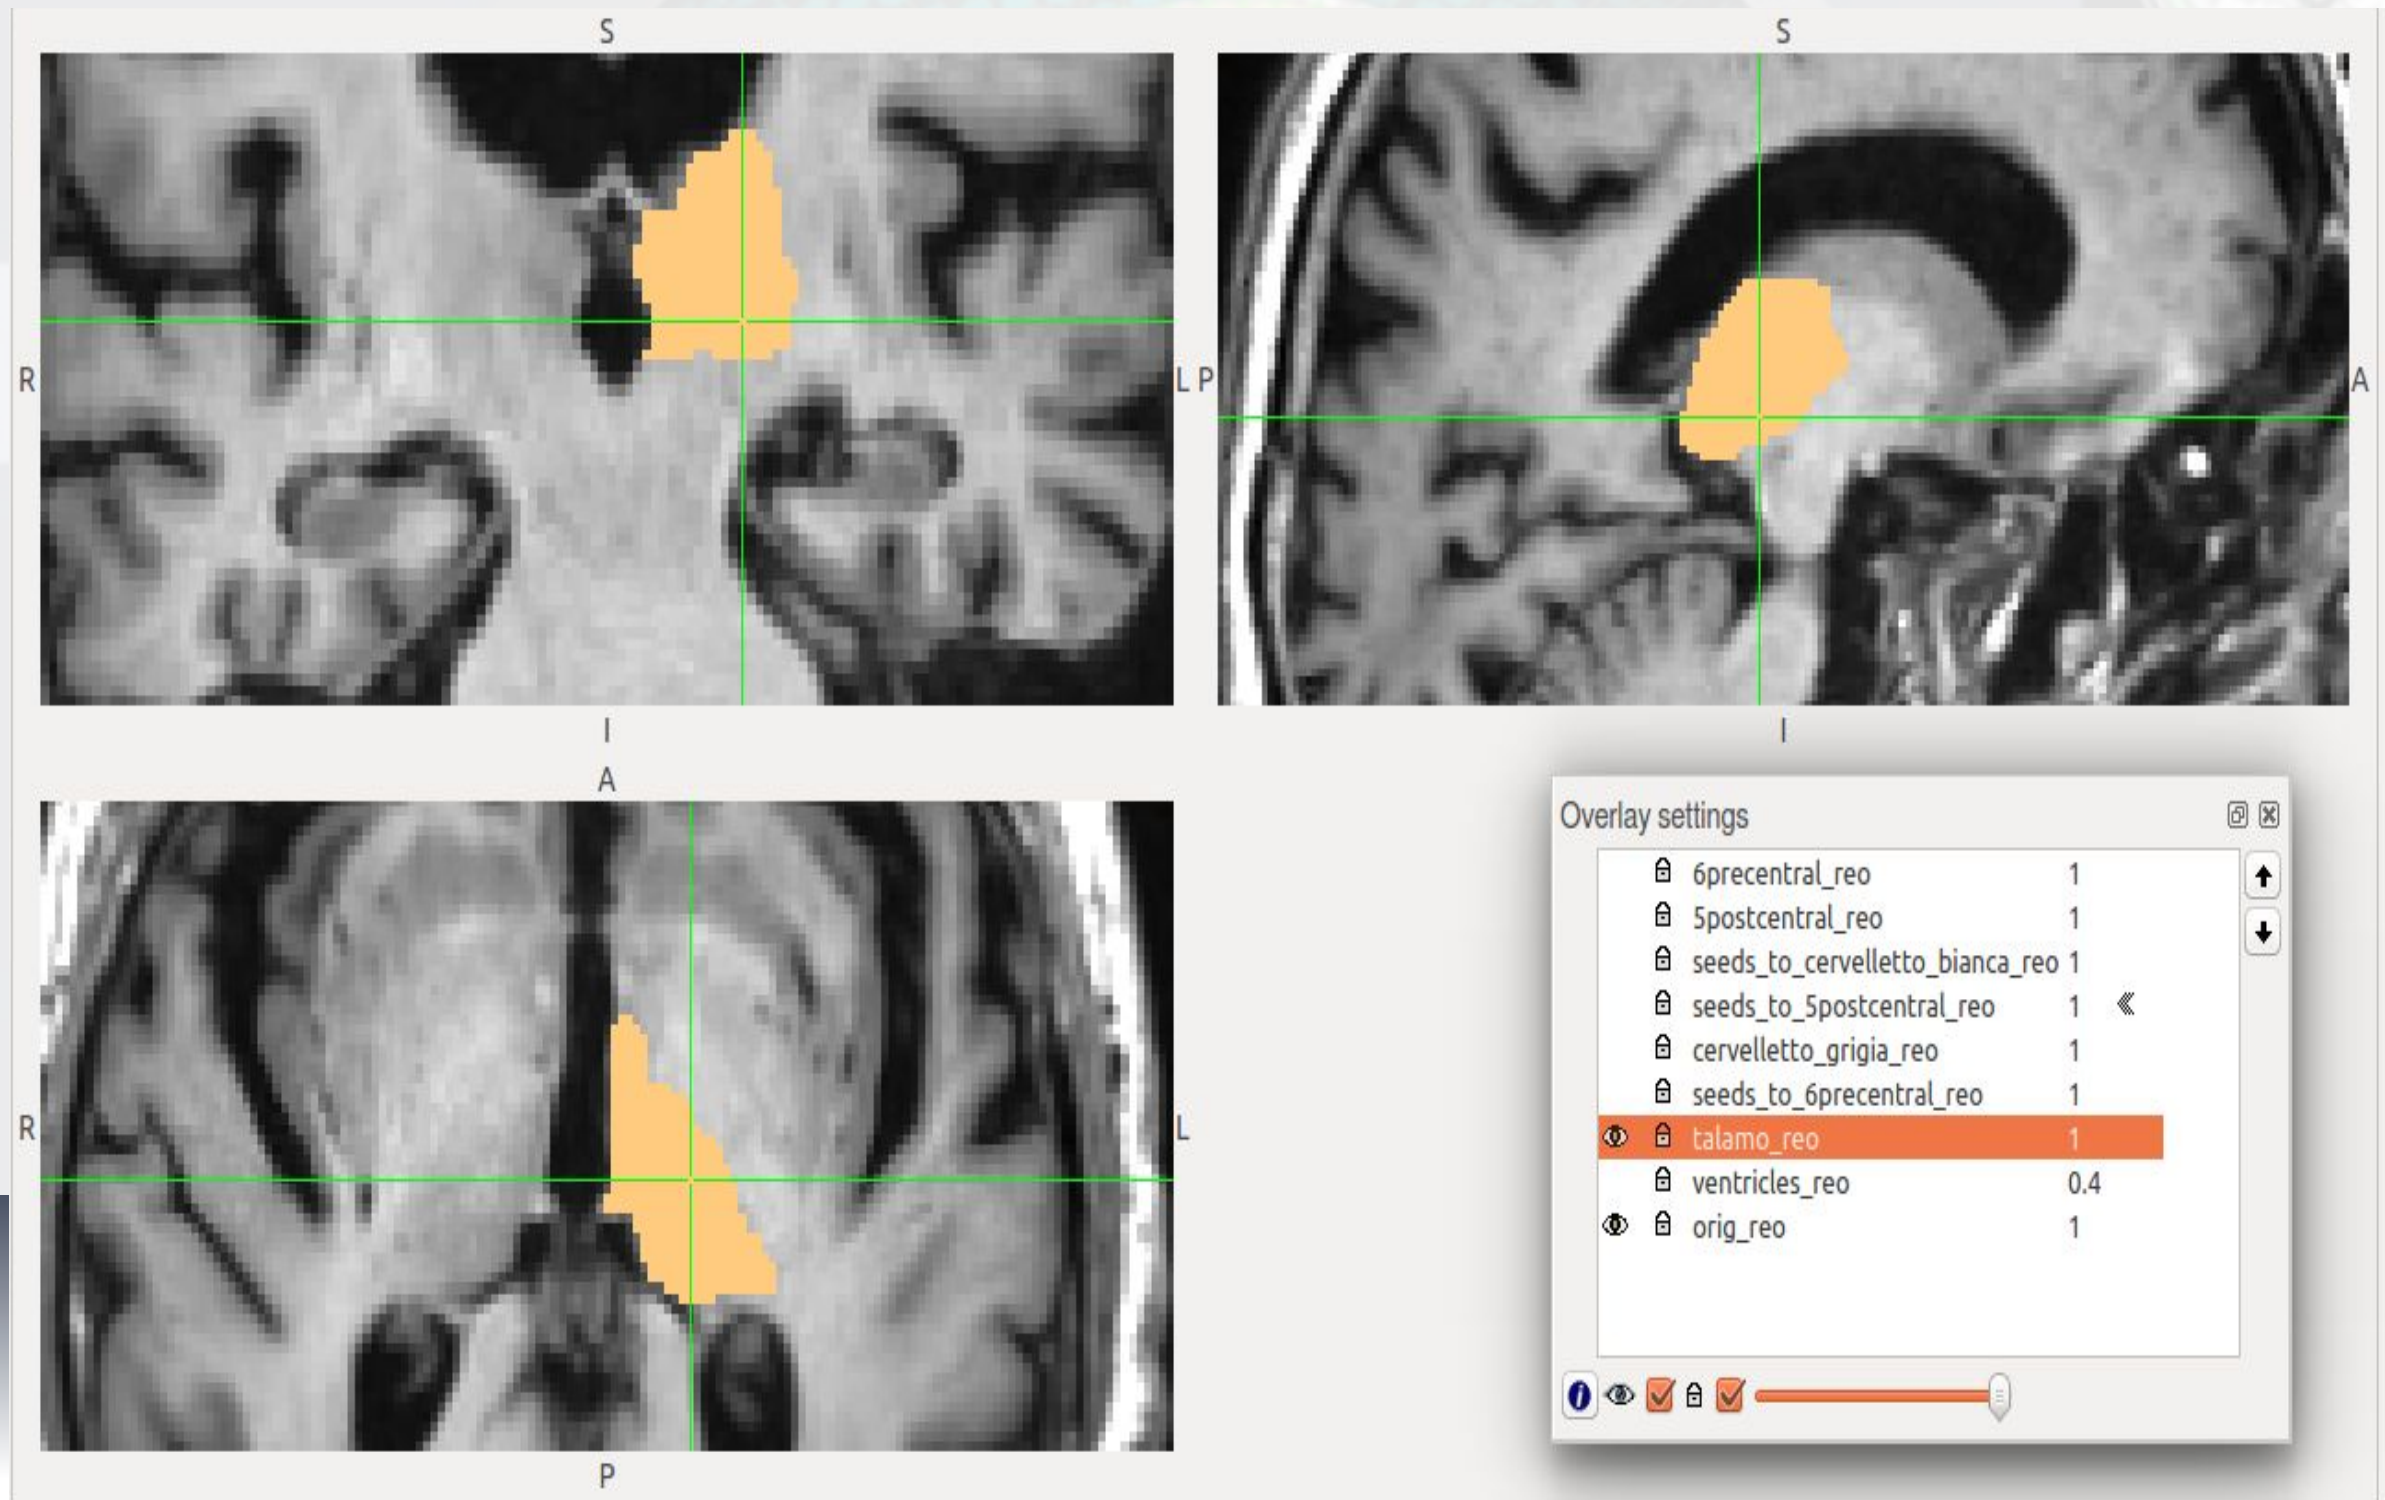 S
S
R
L
P
A
I
I
A
R
L
P
Overlay settings
6precentral_reo 1
5postcentral_reo 1
seeds_to_cervelletto_bianca_reo 1
seeds_to_5postcentral_reo 1
cervelletto_grigia_reo 1
seeds_to_6precentral_reo 1
talamo_reo 1
ventricles_reo 0.4
orig_reo 1
i